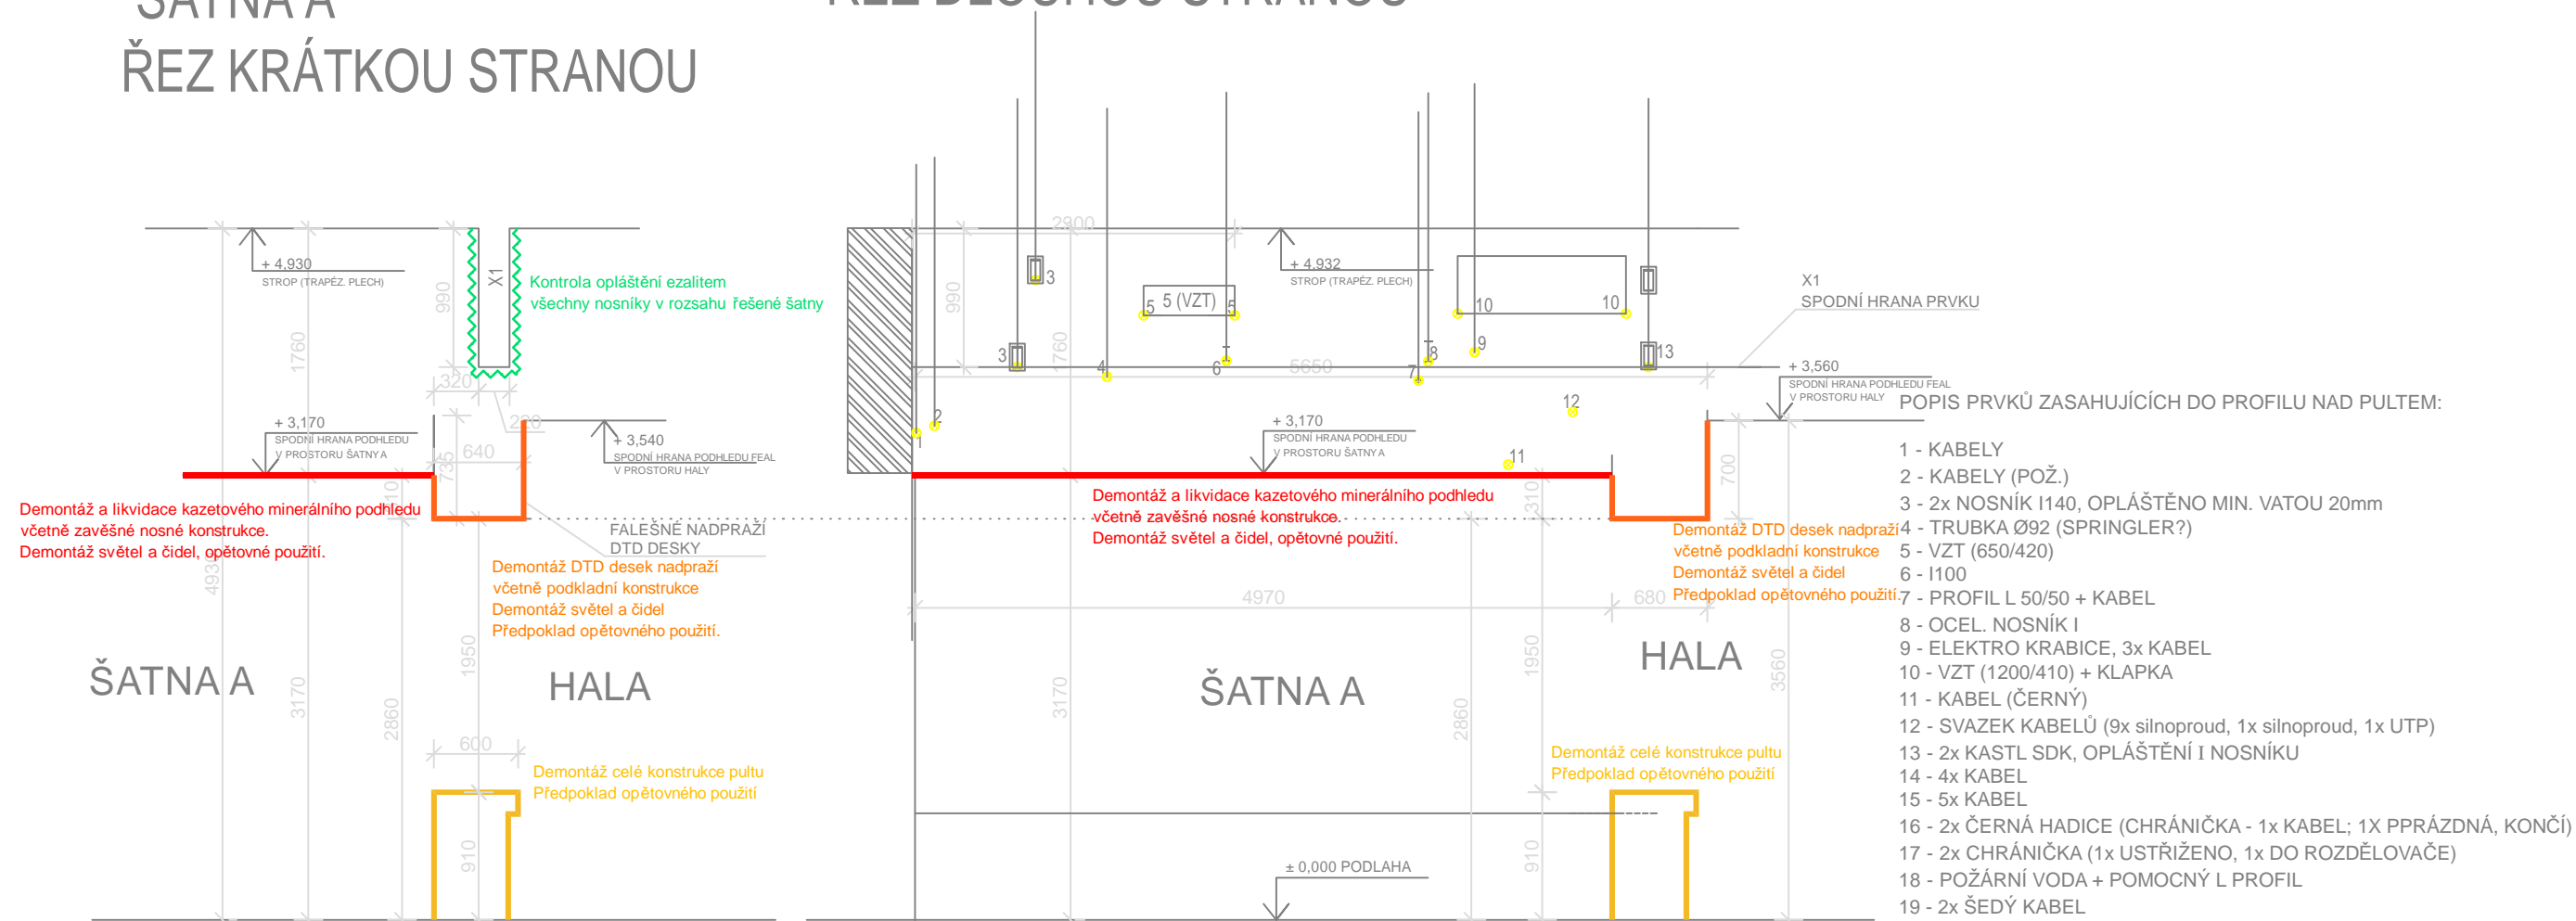 ŠATNA A
ŘEZ KRÁTKOU STRANOU
ŘEZ DLOUHOU STRANOU
+ 4,930
STROP (TRAPÉZ. PLECH)
990
1760
X1
Kontrola opláštění ezalitem
všechny nosníky v rozsahu řešené šatny
320
220
+ 3,170
SPODNÍ HRANA PODHLEDU
V PROSTORU ŠATNY A
735
640
+ 3,540
SPODNÍ HRANA PODHLEDU FEAL
V PROSTORU HALY
Demontáž a likvidace kazetového minerálního podhledu
včetně zavěšné nosné konstrukce.
Demontáž světel a čidel, opětovné použití.
FALEŠNÉ NADPRAŽÍ
DTD DESKY
Demontáž DTD desek nadpraží
včetně podkladní konstrukce
Demontáž světel a čidel
Předpoklad opětovného použití.
1950
ŠATNA A
HALA
3170
2860
600
Demontáž celé konstrukce pultu
Předpoklad opětovného použití
910
2900
+ 4,932
STROP (TRAPÉZ. PLECH)
3
5
5 (VZT)
5
10
10
990
1760
3
4
6
5650
7
8
9
13
X1
SPODNÍ HRANA PRVKU
+ 3,560
SPODNÍ HRANA PODHLEDU FEAL
V PROSTORU HALY
1
2
12
11
+ 3,170
SPODNÍ HRANA PODHLEDU
V PROSTORU ŠATNY A
700
310
Demontáž a likvidace kazetového minerálního podhledu
včetně zavěšné nosné konstrukce.
Demontáž světel a čidel, opětovné použití.
Demontáž DTD desek nadpraží
včetně podkladní konstrukce
Demontáž světel a čidel
Předpoklad opětovného použití.
4970
680
1950
HALA
3560
ŠATNA A
3170
2860
Demontáž celé konstrukce pultu
Předpoklad opětovného použití
910
± 0,000 PODLAHA
POPIS PRVKŮ ZASAHUJÍCÍCH DO PROFILU NAD PULTEM:
1 - KABELY
2 - KABELY (POŽ.)
3 - 2x NOSNÍK I140, OPLÁŠTĚNO MIN. VATOU 20mm
4 - TRUBKA Ø92 (SPRINGLER?)
5 - VZT (650/420)
6 - I100
7 - PROFIL L 50/50 + KABEL
8 - OCEL. NOSNÍK I
9 - ELEKTRO KRABICE, 3x KABEL
10 - VZT (1200/410) + KLAPKA
11 - KABEL (ČERNÝ)
12 - SVAZEK KABELŮ (9x silnoproud, 1x silnoproud, 1x UTP)
13 - 2x KASTL SDK, OPLÁŠTĚNÍ I NOSNÍKU
14 - 4x KABEL
15 - 5x KABEL
16 - 2x ČERNÁ HADICE (CHRÁNIČKA - 1x KABEL; 1X PPRÁZDNÁ, KONČÍ)
17 - 2x CHRÁNIČKA (1x USTŘIŽENO, 1x DO ROZDĚLOVAČE)
18 - POŽÁRNÍ VODA + POMOCNÝ L PROFIL
19 - 2x ŠEDÝ KABEL